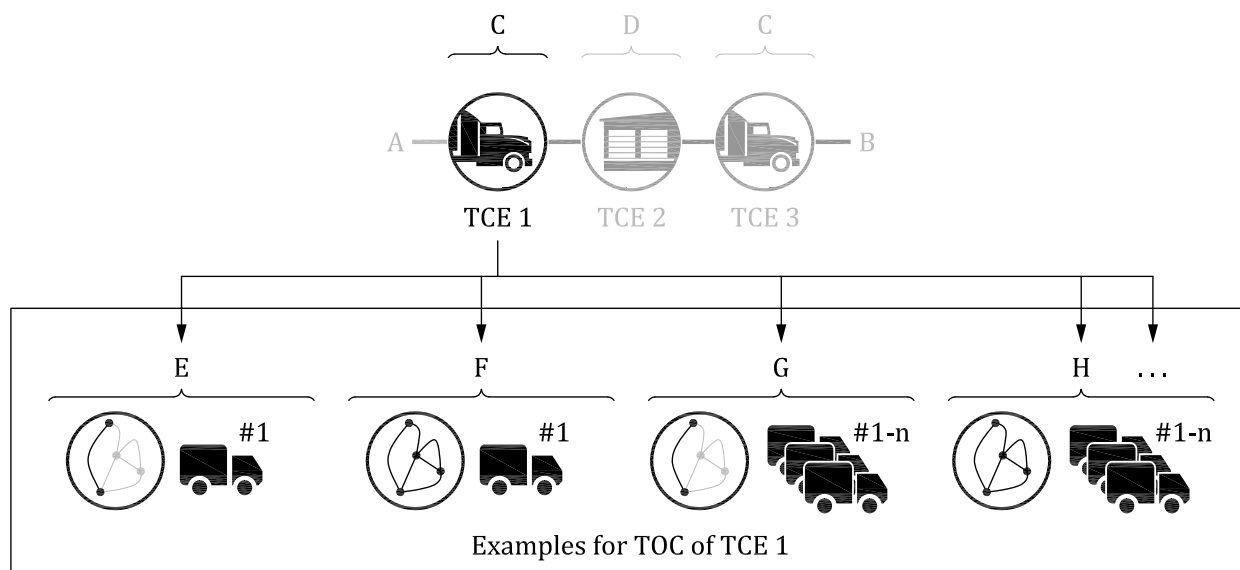 C D C
A B
TCE 1 TCE 2 TCE 3
E F G H ...
#1 #1 #1-n #1-n
Examples for TOC of TCE 1